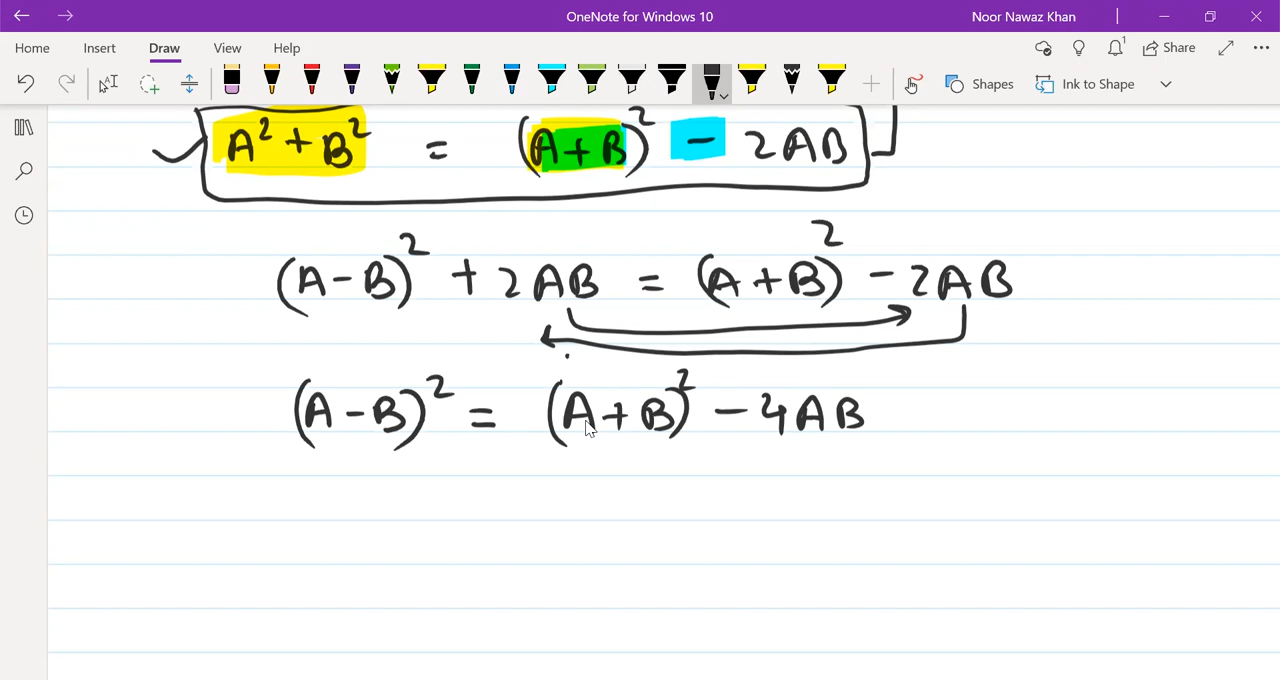 OneNote for Windows 10
Noor Nawaz Khan
Home Insert Draw View Help
1
Share
Shapes
Ink to Shape
A² + B² = (A+B)² - 2AB
(A-B)² + 2AB = (A+B)² - 2AB
(A-B)² = (A+B)² - 4AB